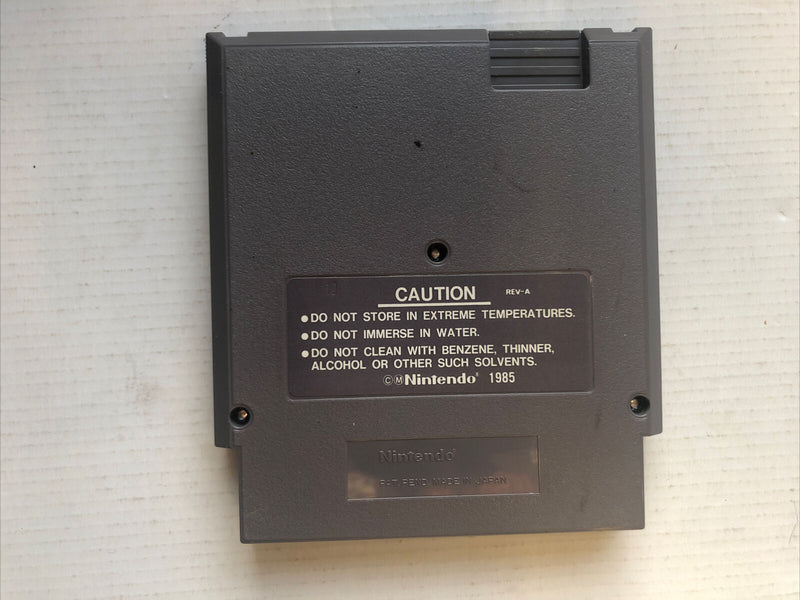 CAUTION REV-A
●DO NOT STORE IN EXTREME TEMPERATURES.
●DO NOT IMMERSE IN WATER.
●DO NOT CLEAN WITH BENZENE, THINNER,
ALCOHOL OR OTHER SUCH SOLVENTS.
ⒸⓂNintendo® 1985
Nintendo®
PAT. PEND. MADE IN JAPAN